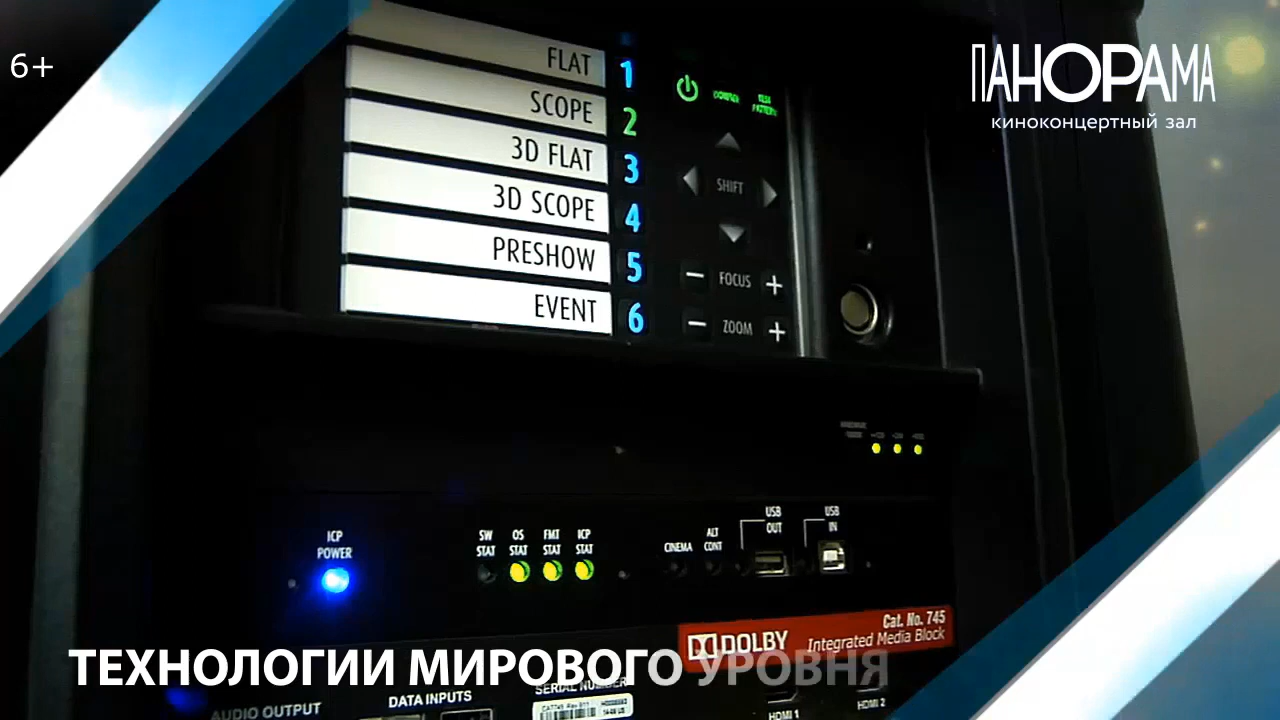 6+
ПАНОРАМА
киноконцертный зал
FLAT 1
SCOPE 2
3D FLAT 3
3D SCOPE 4
PRESHOW 5
EVENT 6
SHIFT
− FOCUS +
− ZOOM +
ICP
POWER
SW
STAT
OS
STAT
FMT
STAT
ICP
STAT
CINEMA
ALT
CONT
USB
OUT
USB
IN
DOLBY
Cat. No. 745
Integrated Media Block
ТЕХНОЛОГИИ МИРОВОГО УРОВНЯ
AUDIO OUTPUT
DATA INPUTS
SERIAL NUMBER
HDMI 1
HDMI 2